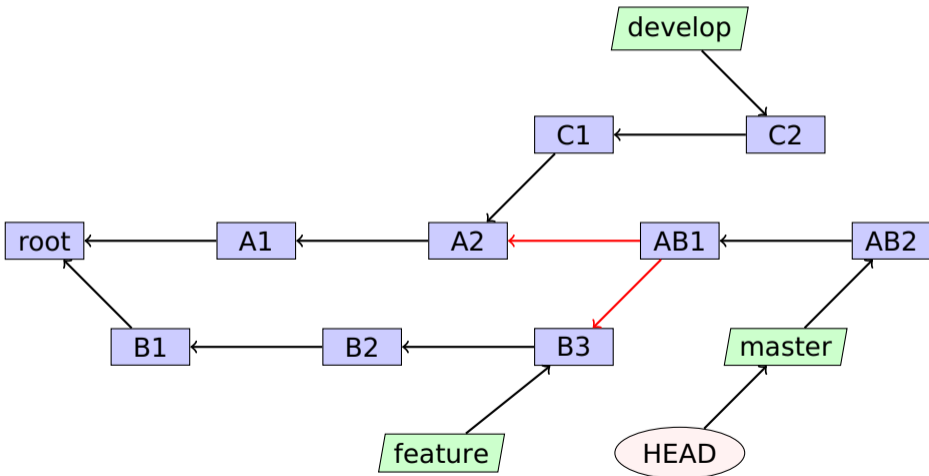 develop
C1
C2
root
A1
A2
AB1
AB2
B1
B2
B3
master
feature
HEAD